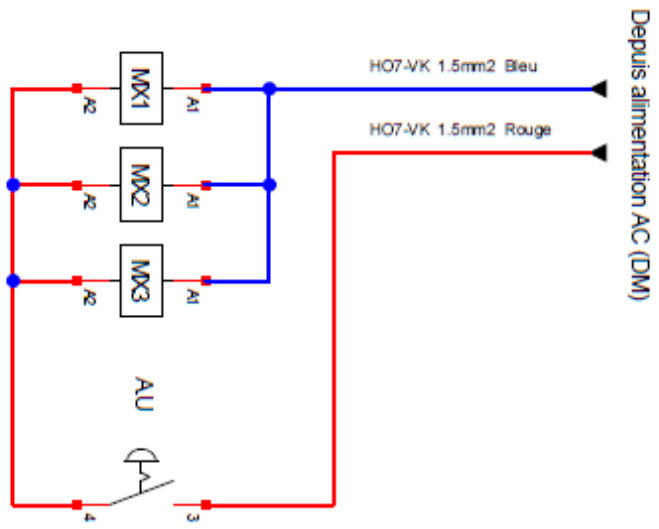 HO7-VK 1.5mm2 Bleu
HO7-VK 1.5mm2 Rouge
Depuis alimentation AC (DM)
A2
MX1
A1
A2
MX2
A1
A2
MX3
A1
AU
4
3